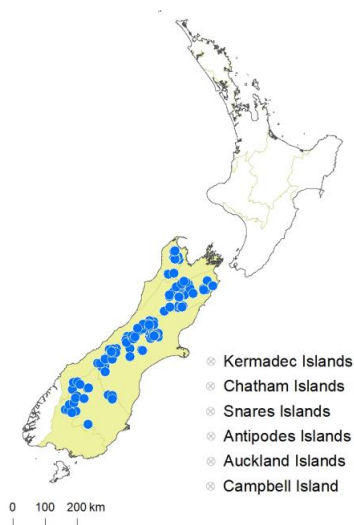 Kermadec Islands
Chatham Islands
Snares Islands
Antipodes Islands
Auckland Islands
Campbell Island
0 100 200 km